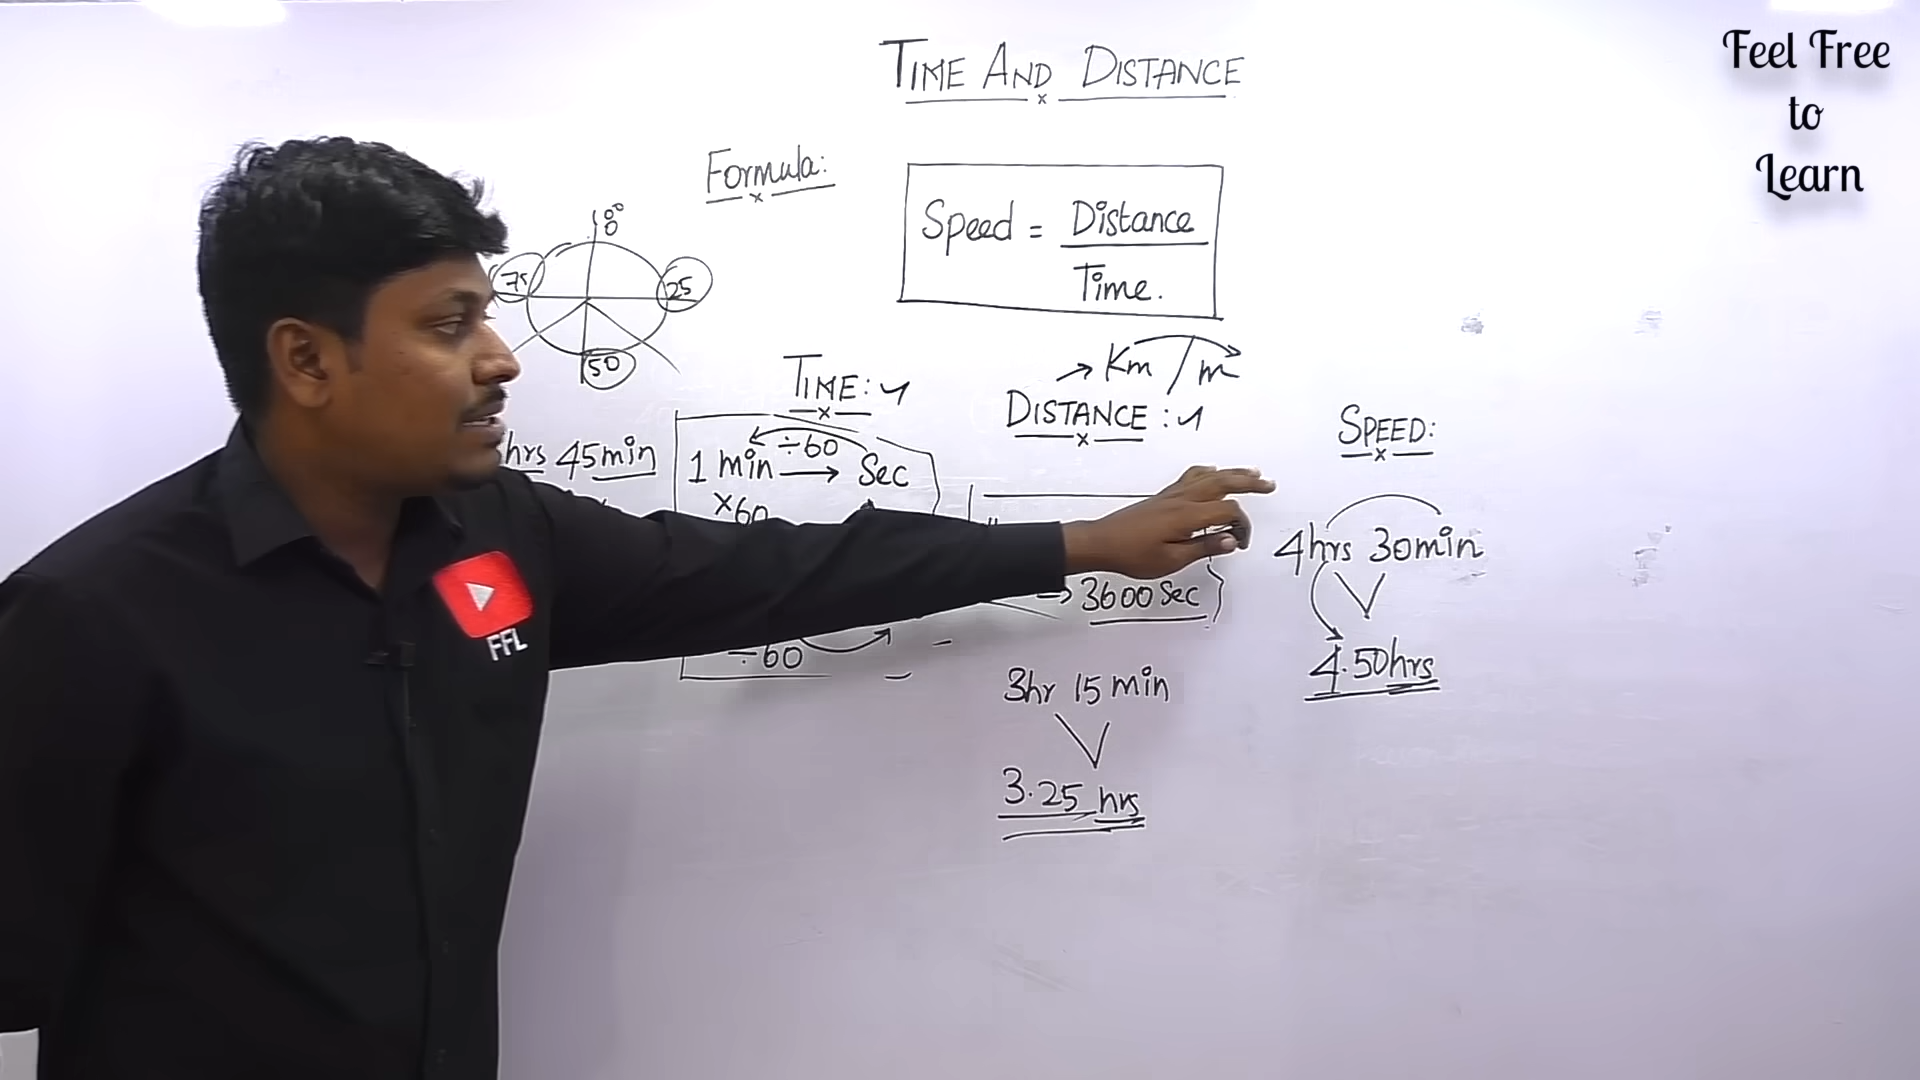 Feel Free
to
Learn
TIME AND DISTANCE
Formula:
Speed = Distance
Time.
100
0
75
25
50
TIME:
→ Km / m
DISTANCE:
SPEED:
hrs 45min
÷60
1 min → Sec
×60
→ 3600 Sec
÷60
3hr 15 min
3.25 hrs
4hrs 30min
4.50hrs
FFL